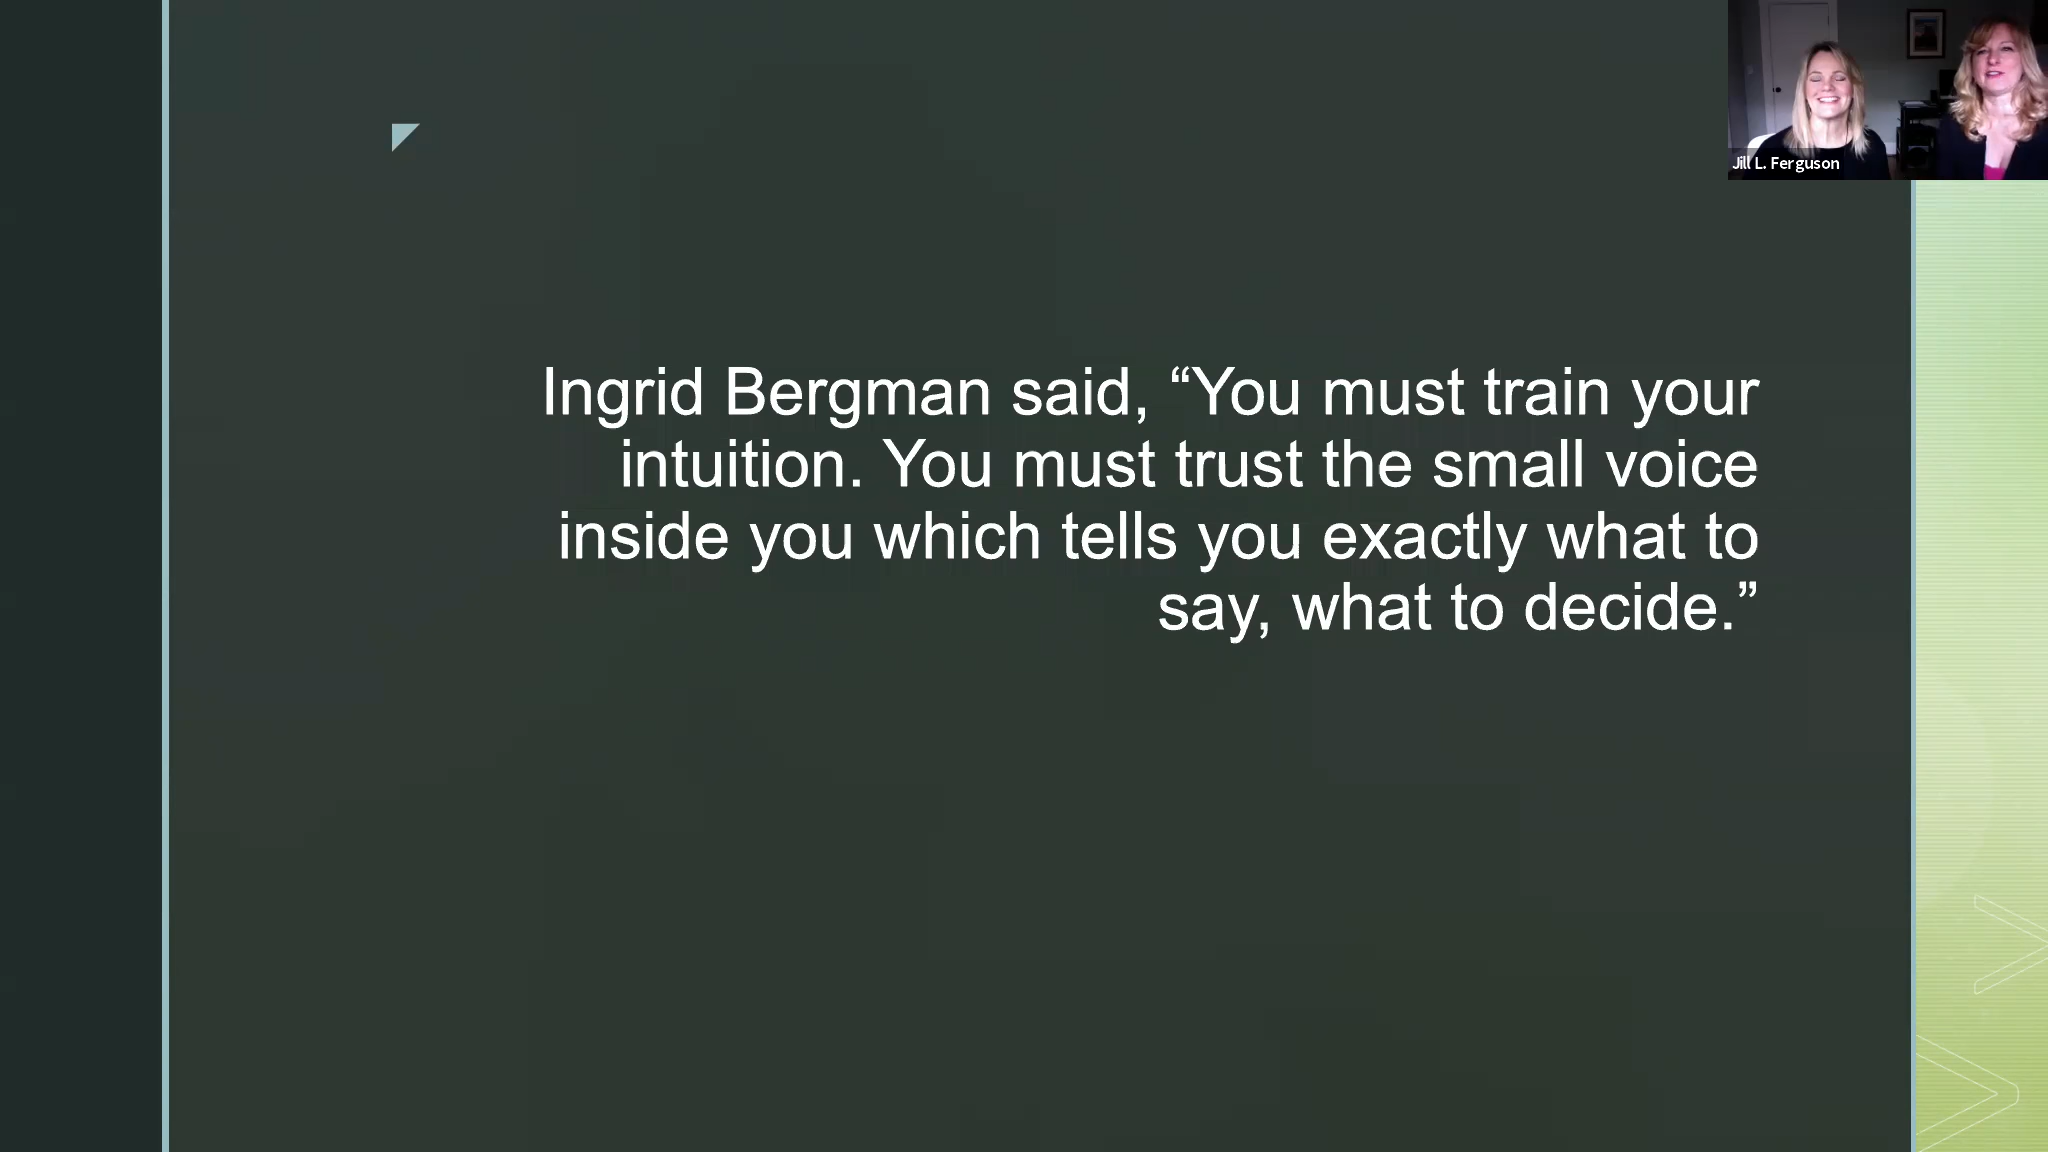 Jill L. Ferguson
Ingrid Bergman said, “You must train your
intuition. You must trust the small voice
inside you which tells you exactly what to
say, what to decide.”